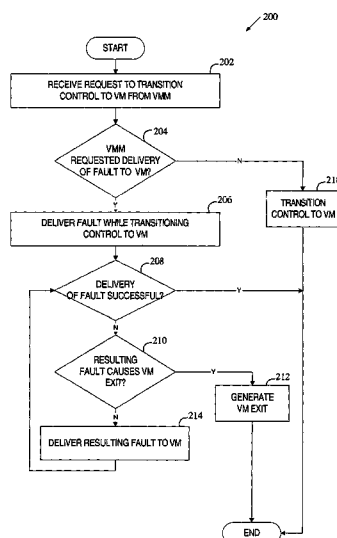 200
START
202
RECEIVE REQUEST TO TRANSITION
CONTROL TO VM FROM VMM
204
VMM
REQUESTED DELIVERY
OF FAULT TO VM?
N
218
TRANSITION
CONTROL TO VM
Y
206
DELIVER FAULT WHILE TRANSITIONING
CONTROL TO VM
208
DELIVERY
OF FAULT SUCCESSFUL?
Y
N
210
RESULTING
FAULT CAUSES VM
EXIT?
Y
212
GENERATE
VM EXIT
N
214
DELIVER RESULTING FAULT TO VM
END